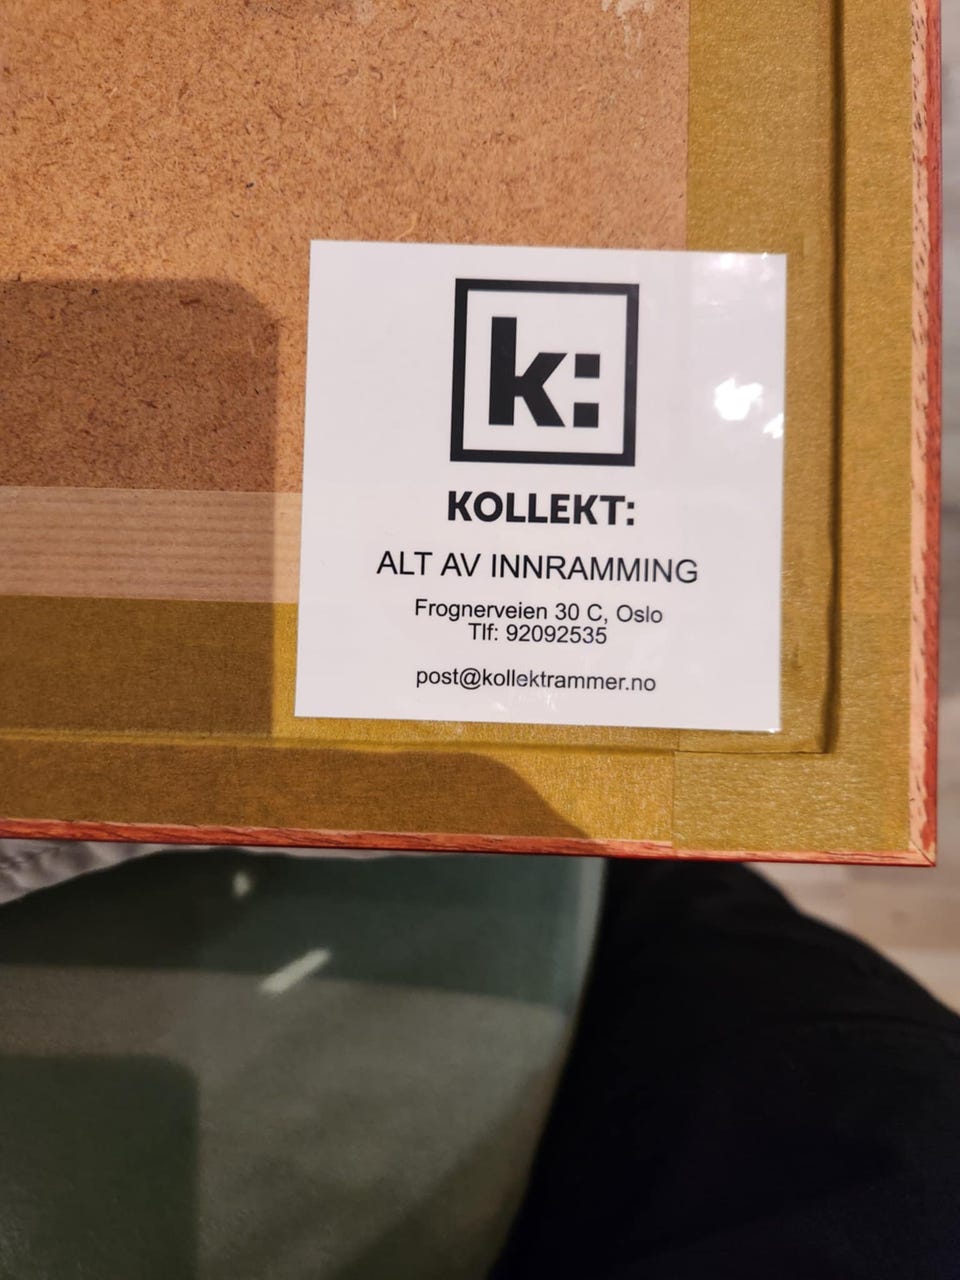 k:
KOLLEKT:
ALT AV INNRAMMING
Frognerveien 30 C, Oslo
Tlf: 92092535
post@kollektrammer.no